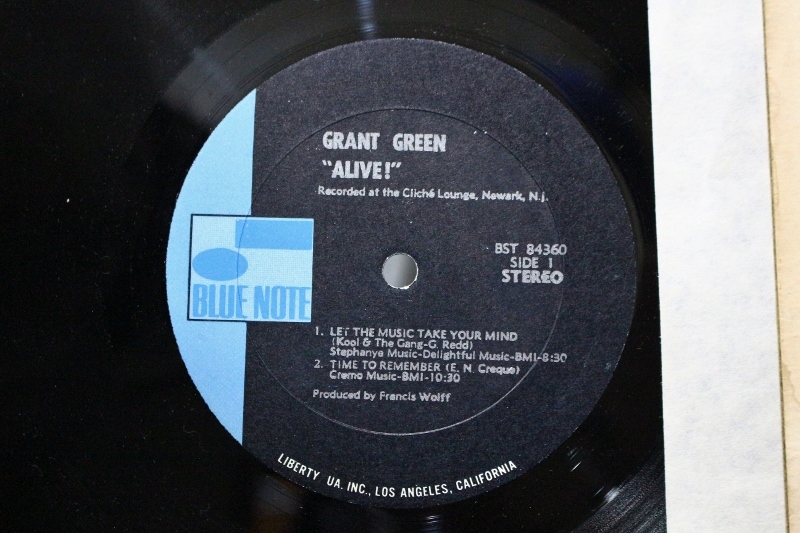 GRANT GREEN
"ALIVE!"
Recorded at the Cliché Lounge, Newark, N.j.
BST 84360
SIDE 1
STEREO
BLUE NOTE
1. LET THE MUSIC TAKE YOUR MIND
(Kool & The Gang-G. Redd)
Stephanye Music-Delightful Music-BMI-8:30
2. TIME TO REMEMBER (E. N. Creque)
Cremo Music-BMI-10:30
Produced by Francis Wolff
LIBERTY UA. INC., LOS ANGELES, CALIFORNIA